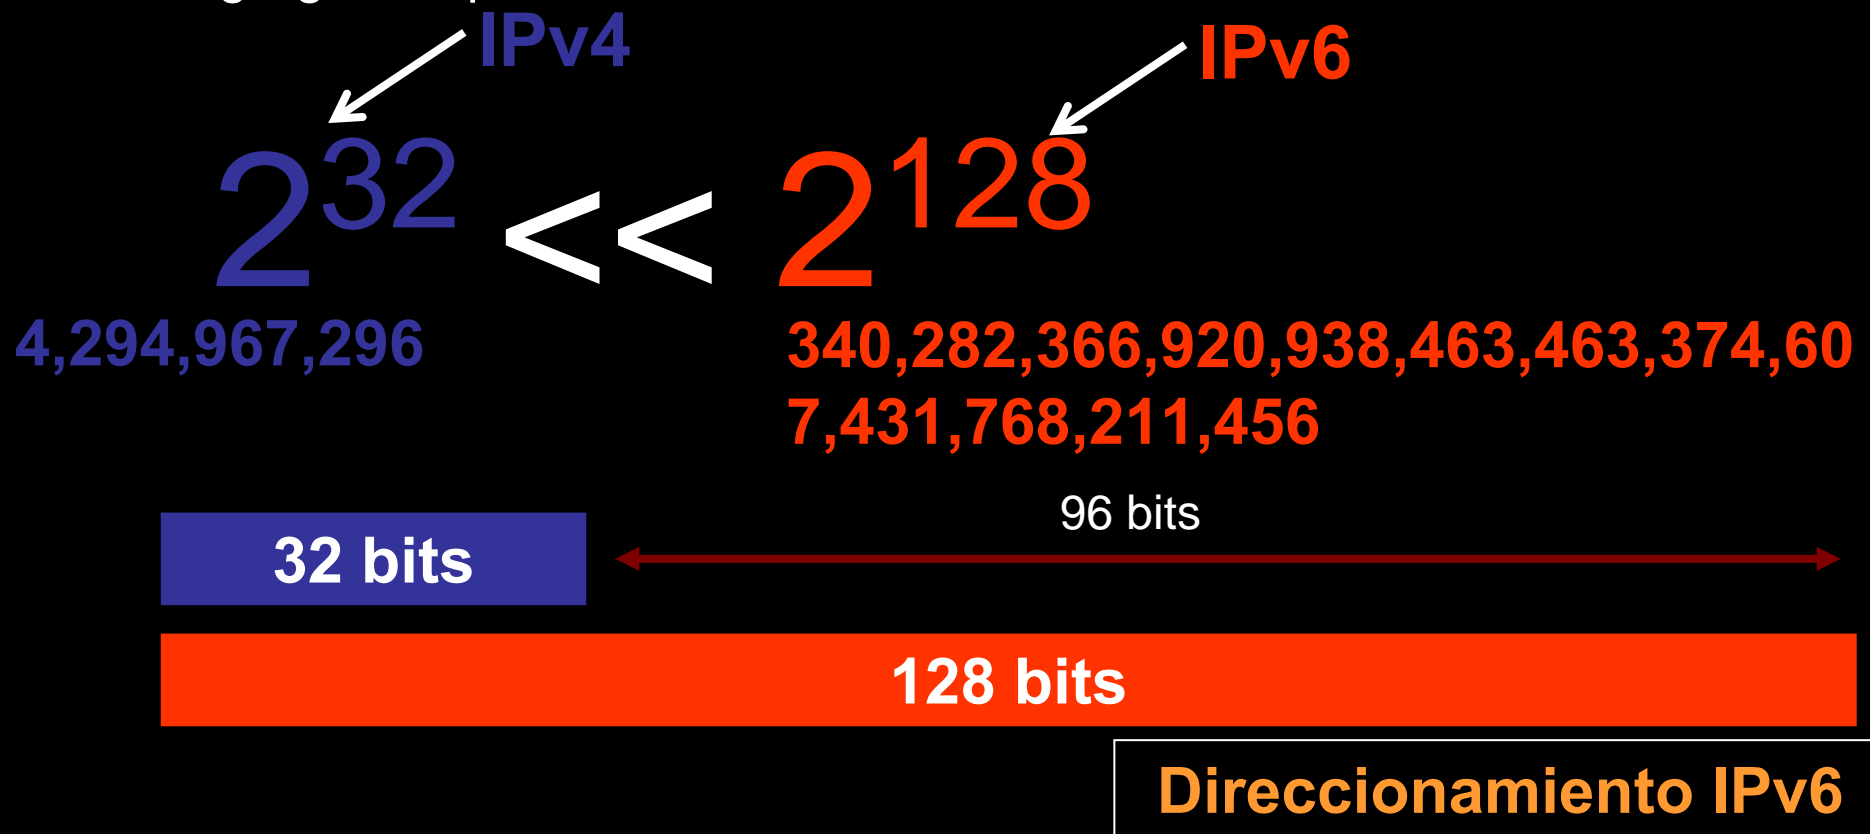 IPv4
IPv6
2^32 << 2^128
4,294,967,296
340,282,366,920,938,463,463,374,60
7,431,768,211,456
96 bits
32 bits
128 bits
Direccionamiento IPv6